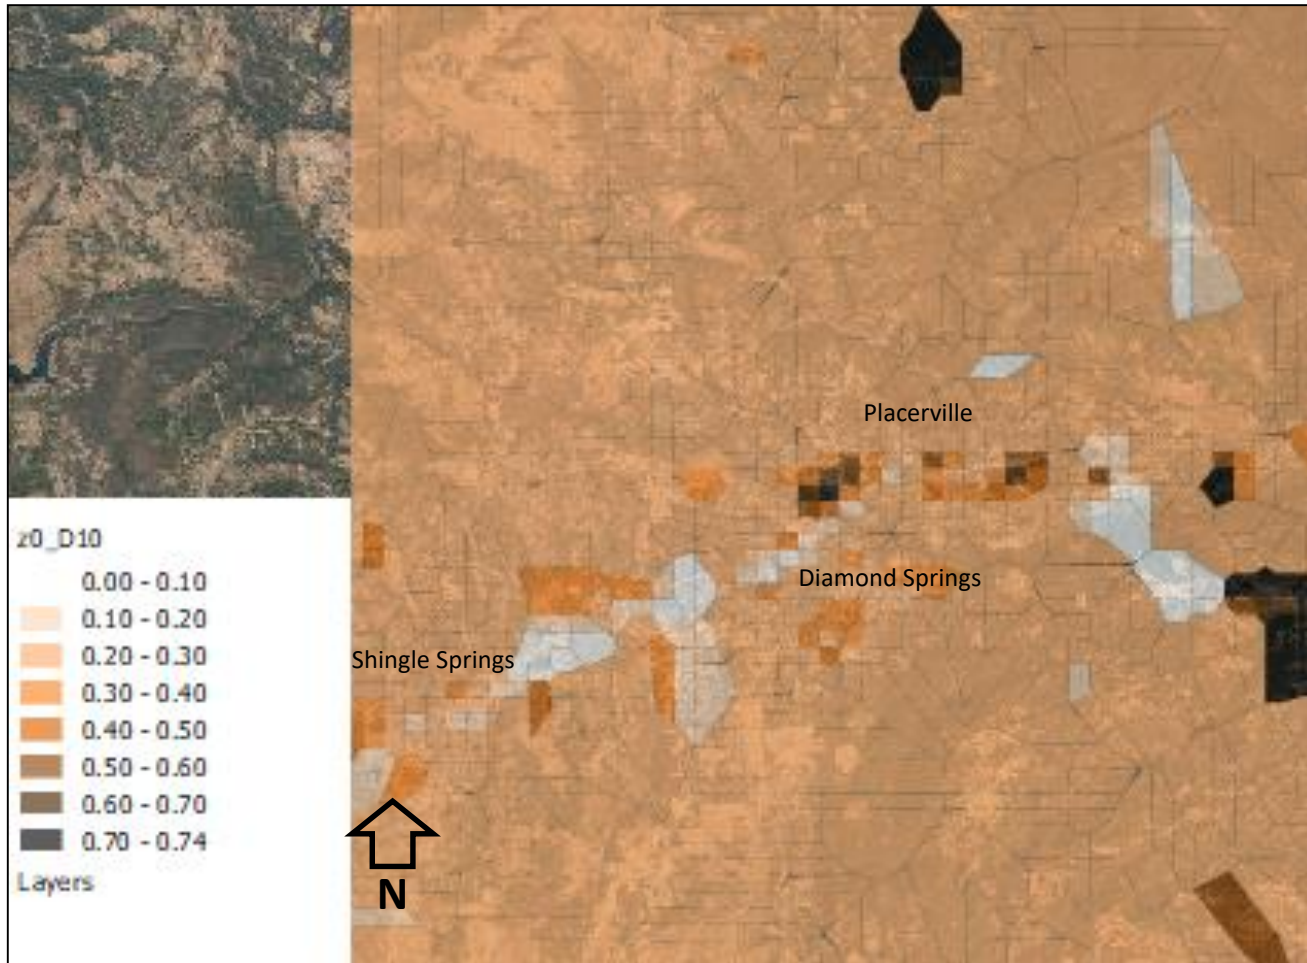 z0_D10
0.00 - 0.10
0.10 - 0.20
0.20 - 0.30
0.30 - 0.40
0.40 - 0.50
0.50 - 0.60
0.60 - 0.70
0.70 - 0.74
Layers
Placerville
Diamond Springs
Shingle Springs
N